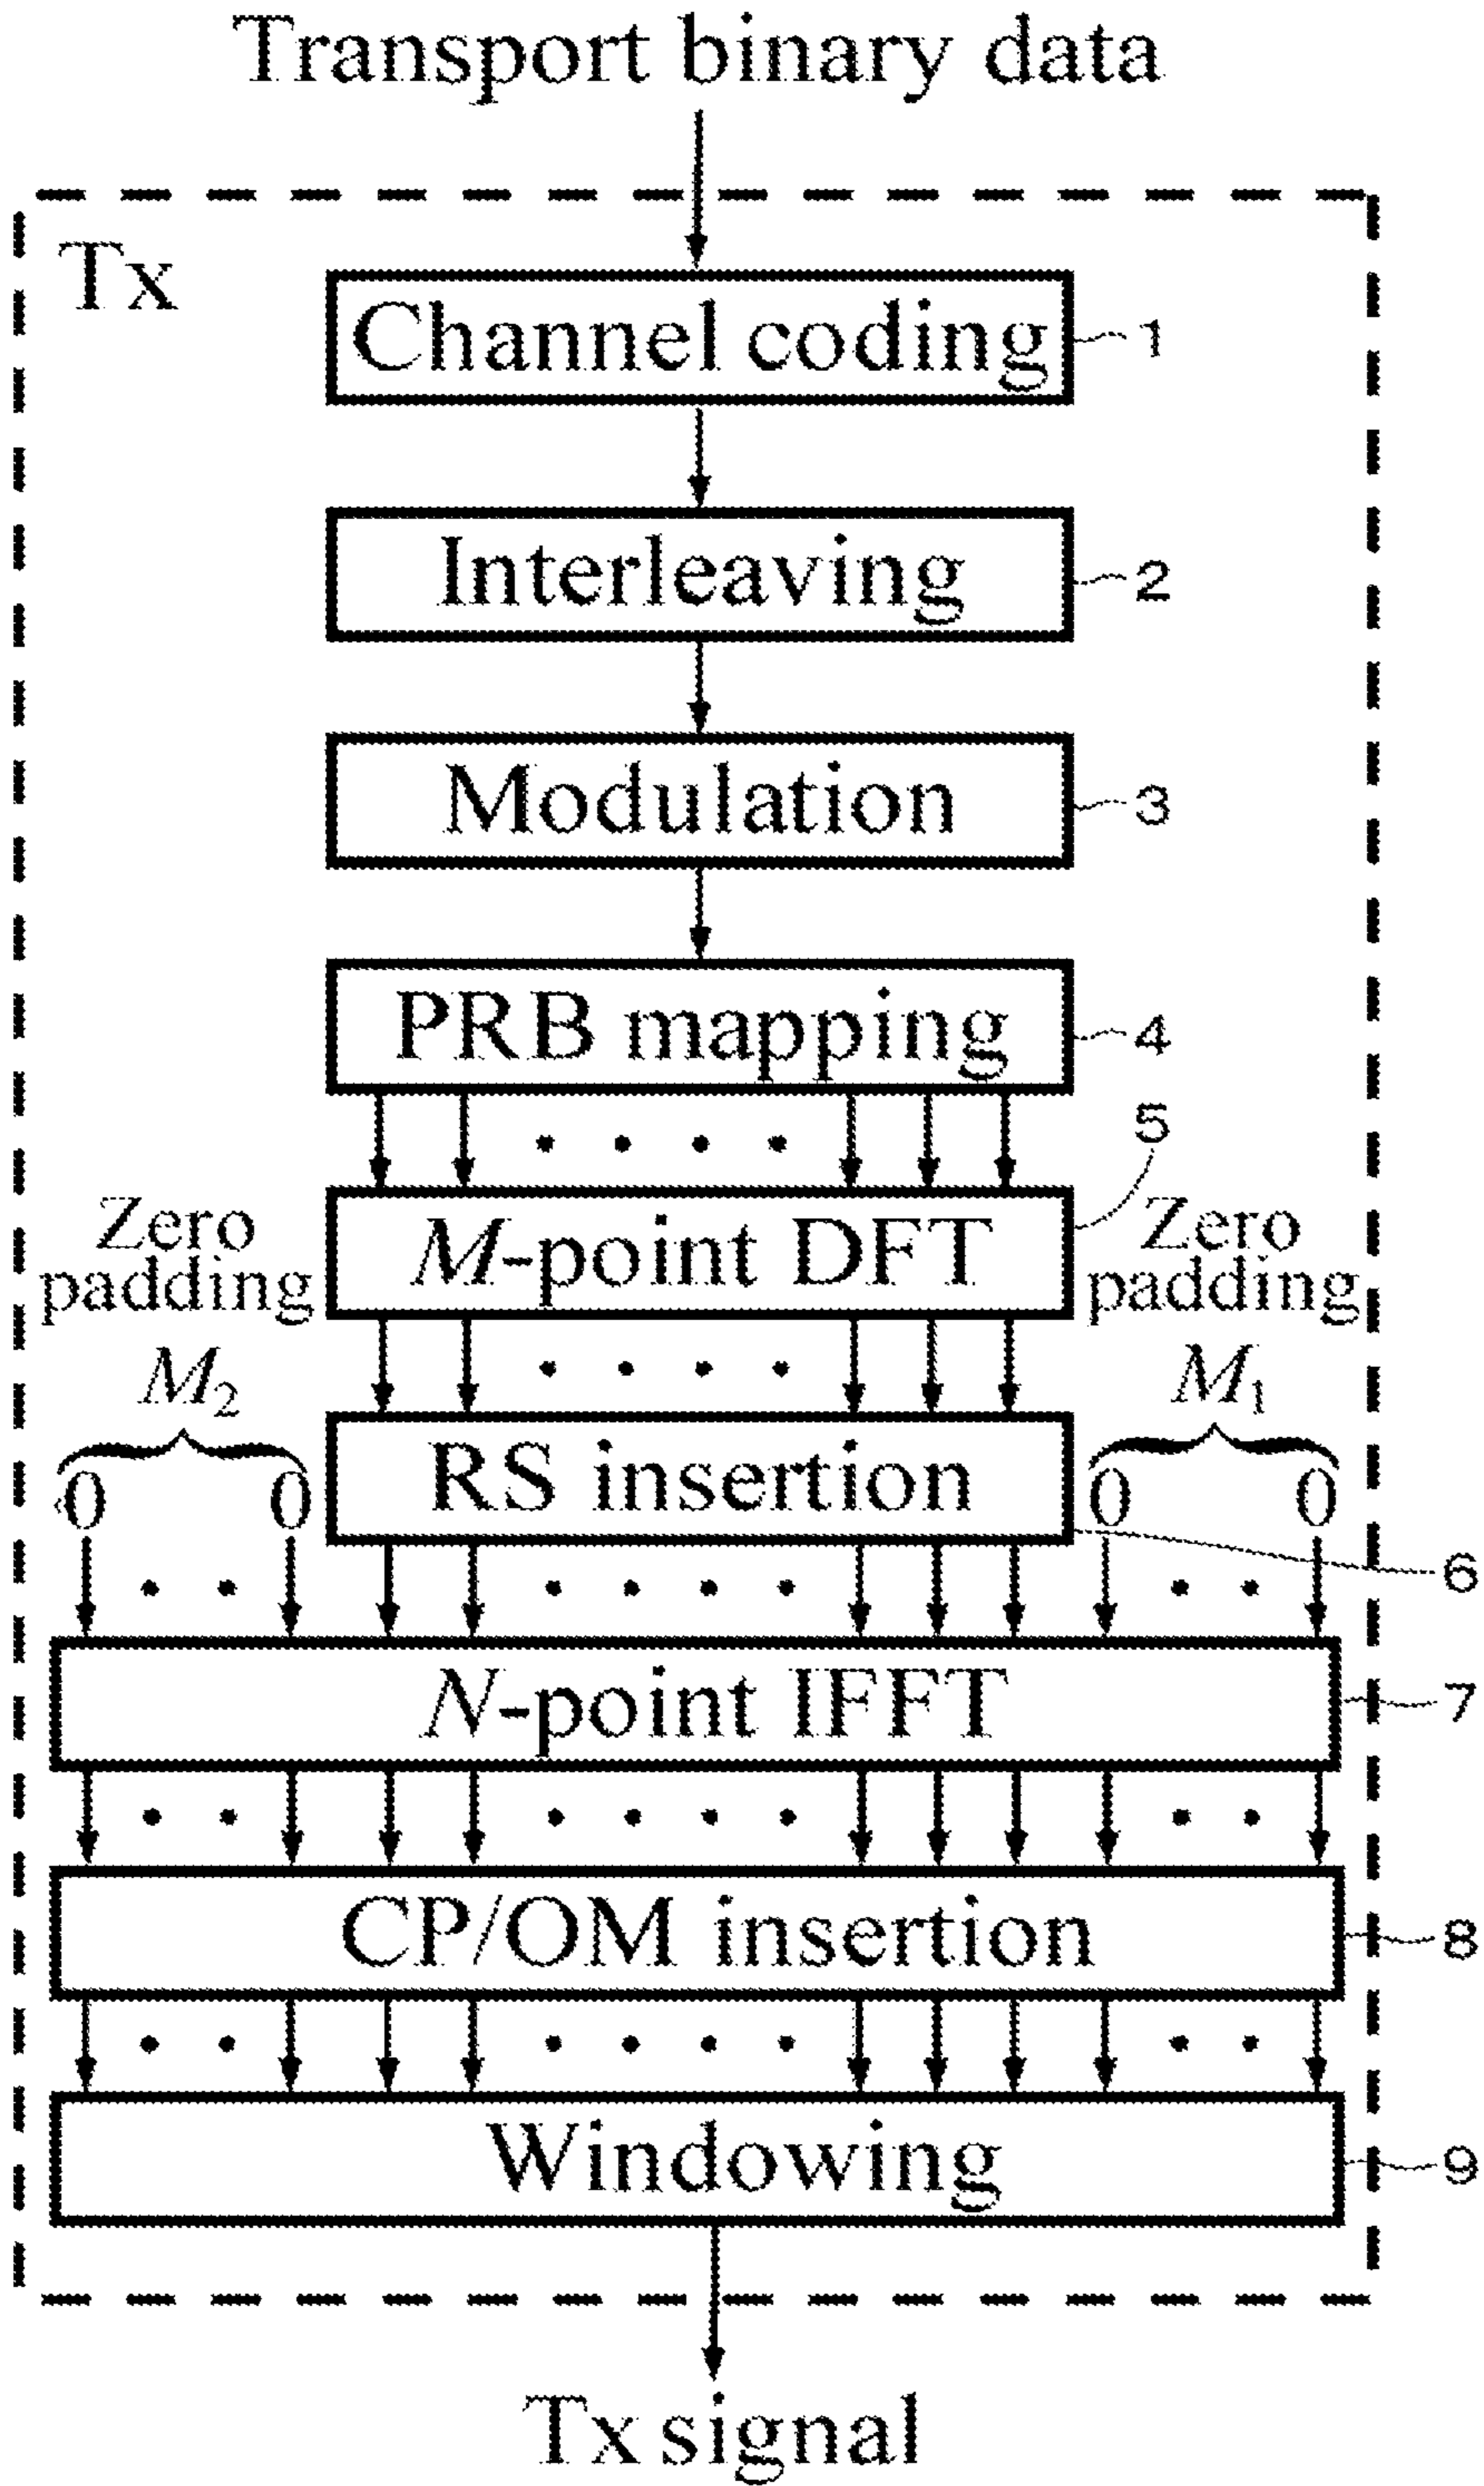 Transport binary data
Tx
Channel coding
1
Interleaving
2
Modulation
3
PRB mapping
4
5
Zero
padding
M-point DFT
Zero
padding
M2
M1
0
0
RS insertion
0
0
6
N-point IFFT
7
CP/OM insertion
8
Windowing
9
Tx signal